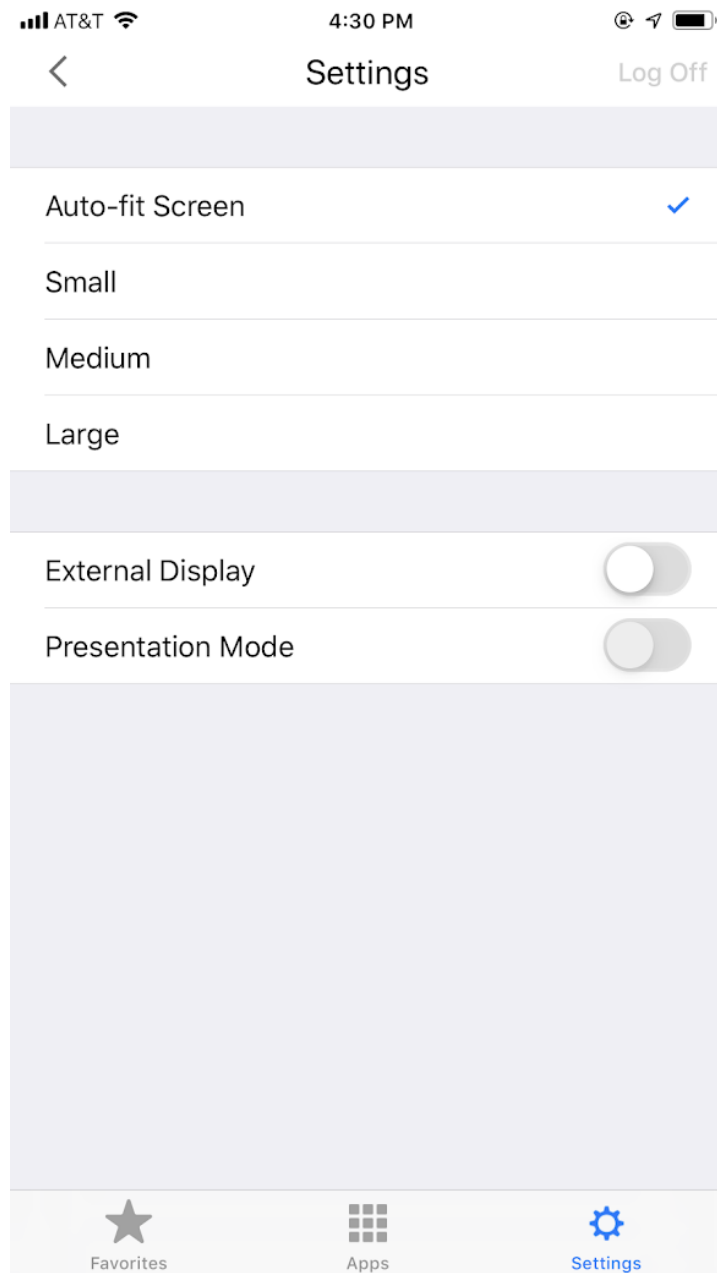 AT&T 4:30 PM
Settings Log Off
Auto-fit Screen
Small
Medium
Large
External Display
Presentation Mode
Favorites Apps Settings